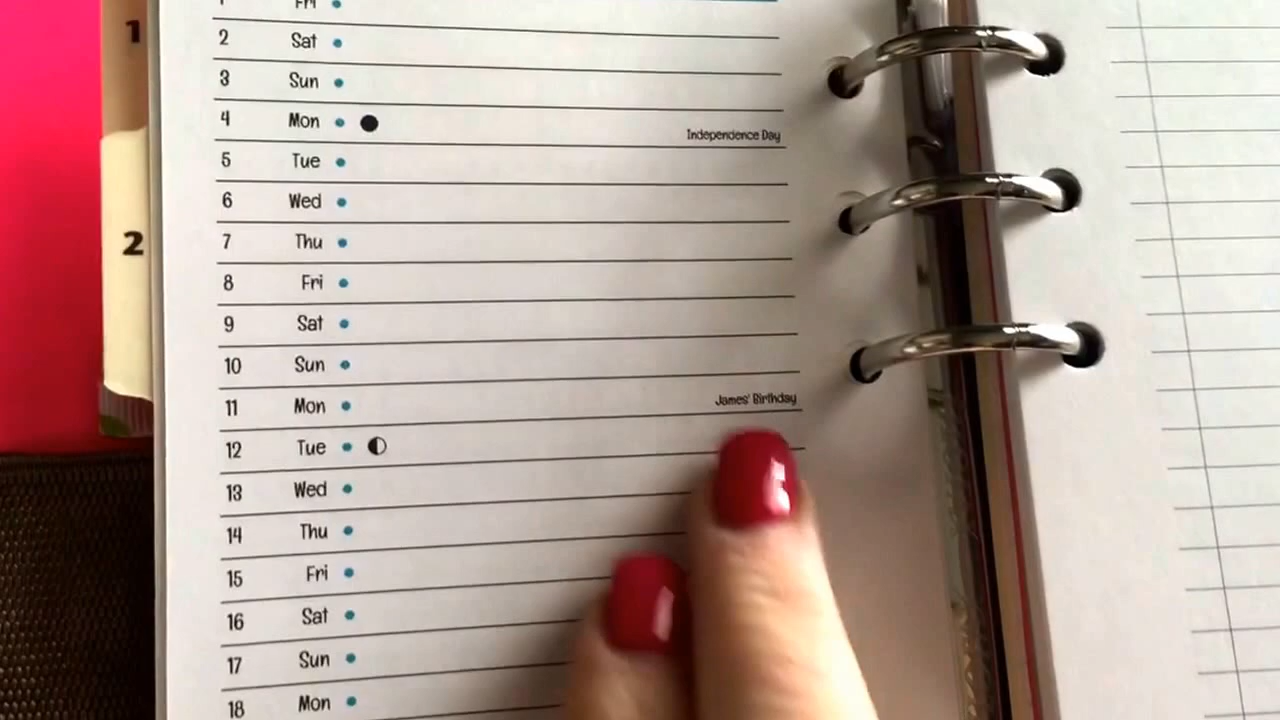 1 Fri
2 Sat
3 Sun
4 Mon Independence Day
5 Tue
6 Wed
7 Thu
8 Fri
9 Sat
10 Sun
11 Mon James' Birthday
12 Tue
13 Wed
14 Thu
15 Fri
16 Sat
17 Sun
18 Mon
1
2